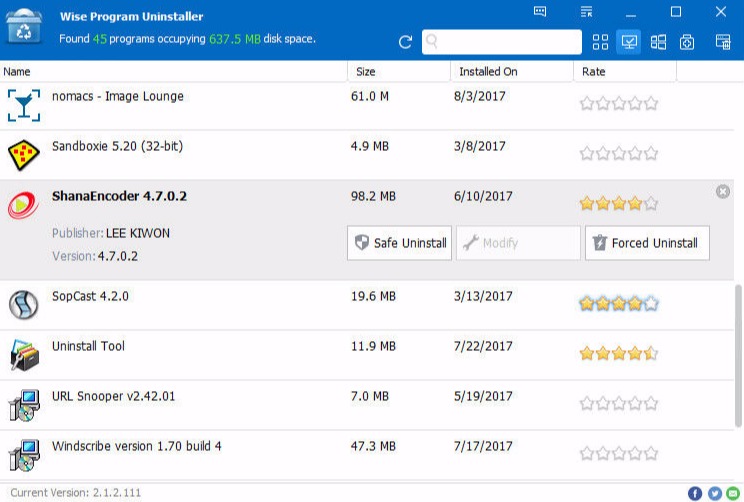 Wise Program Uninstaller
Found 45 programs occupying 637.5 MB disk space.
Name Size Installed On Rate
nomacs - Image Lounge 61.0 M 8/3/2017
Sandboxie 5.20 (32-bit) 4.9 MB 3/8/2017
ShanaEncoder 4.7.0.2 98.2 MB 6/10/2017
Publisher: LEE KIWON
Safe Uninstall Modify Forced Uninstall
Version: 4.7.0.2
SopCast 4.2.0 19.6 MB 3/13/2017
Uninstall Tool 11.9 MB 7/22/2017
URL Snooper v2.42.01 7.0 MB 5/19/2017
Windscribe version 1.70 build 4 47.3 MB 7/17/2017
Current Version: 2.1.2.111